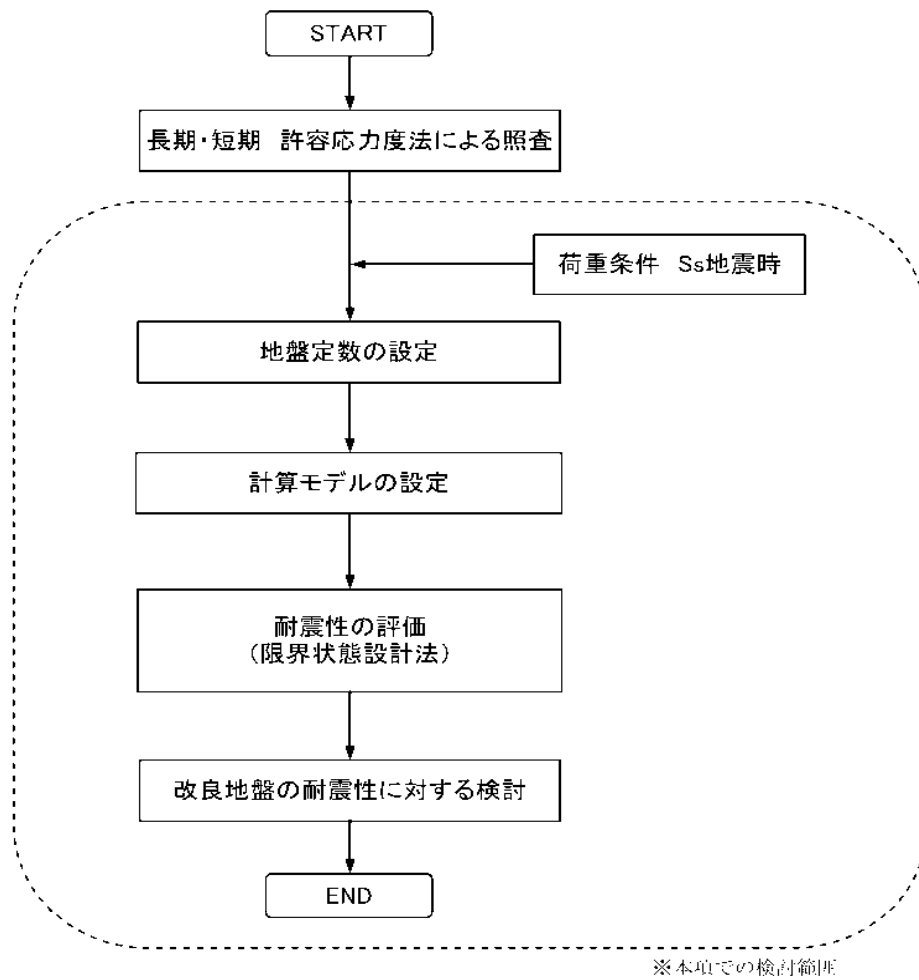 START
長期・短期 許容応力度法による照査
荷重条件 Ss地震時
地盤定数の設定
計算モデルの設定
耐震性の評価
(限界状態設計法)
改良地盤の耐震性に対する検討
END
※本項での検討範囲